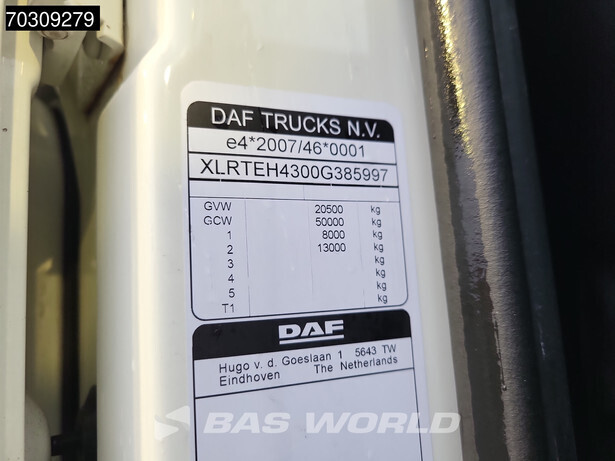 70309279
DAF TRUCKS N.V.
e4*2007/46*0001
XLRTEH4300G385997
GVW 20500 kg
GCW 50000 kg
1 8000 kg
2 13000 kg
3 kg
4 kg
5 kg
T1 kg
DAF
Hugo v. d. Goeslaan 1 5643 TW
Eindhoven The Netherlands
BAS WORLD